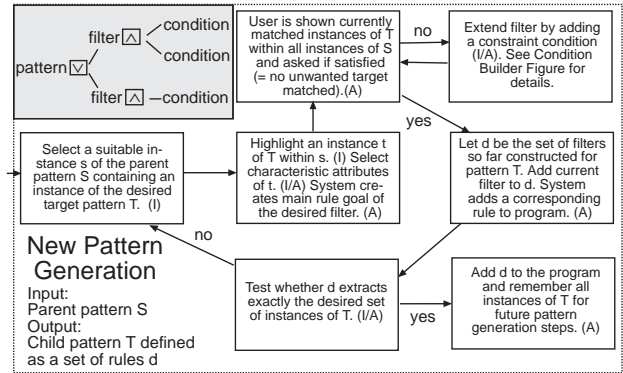 pattern ∨
filter ∧
condition
condition
filter ∧
condition
User is shown currently
matched instances of T
within all instances of S
and asked if satisfied
(= no unwanted target
matched).(A)
no
Extend filter by adding
a constraint condition
(I/A). See Condition
Builder Figure for
details.
yes
Select a suitable in-
stance s of the parent
pattern S containing an
instance of the desired
target pattern T. (I)
Highlight an instance t
of T within s. (I) Select
characteristic attributes
of t. (I/A) System cre-
ates main rule goal of
the desired filter. (A)
Let d be the set of filters
so far constructed for
pattern T. Add current
filter to d. System
adds a corresponding
rule to program. (A)
no
New Pattern
Generation
Input:
Parent pattern S
Output:
Child pattern T defined
as a set of rules d
Test whether d extracts
exactly the desired set
of instances of T. (I/A)
yes
Add d to the program
and remember all
instances of T for
future pattern
generation steps. (A)